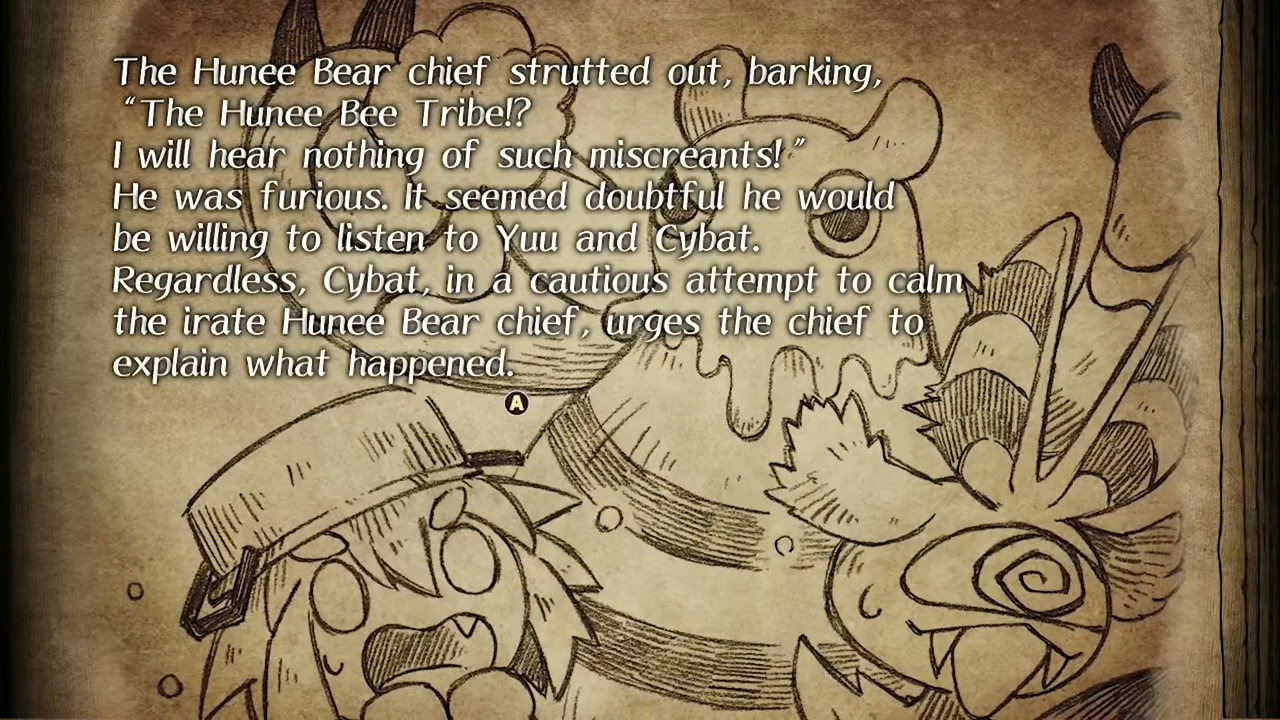 The Hunee Bear chief strutted out, barking,
“The Hunee Bee Tribe!?
I will hear nothing of such miscreants!”
He was furious. It seemed doubtful he would
be willing to listen to Yuu and Cybat.
Regardless, Cybat, in a cautious attempt to calm
the irate Hunee Bear chief, urges the chief to
explain what happened.
A